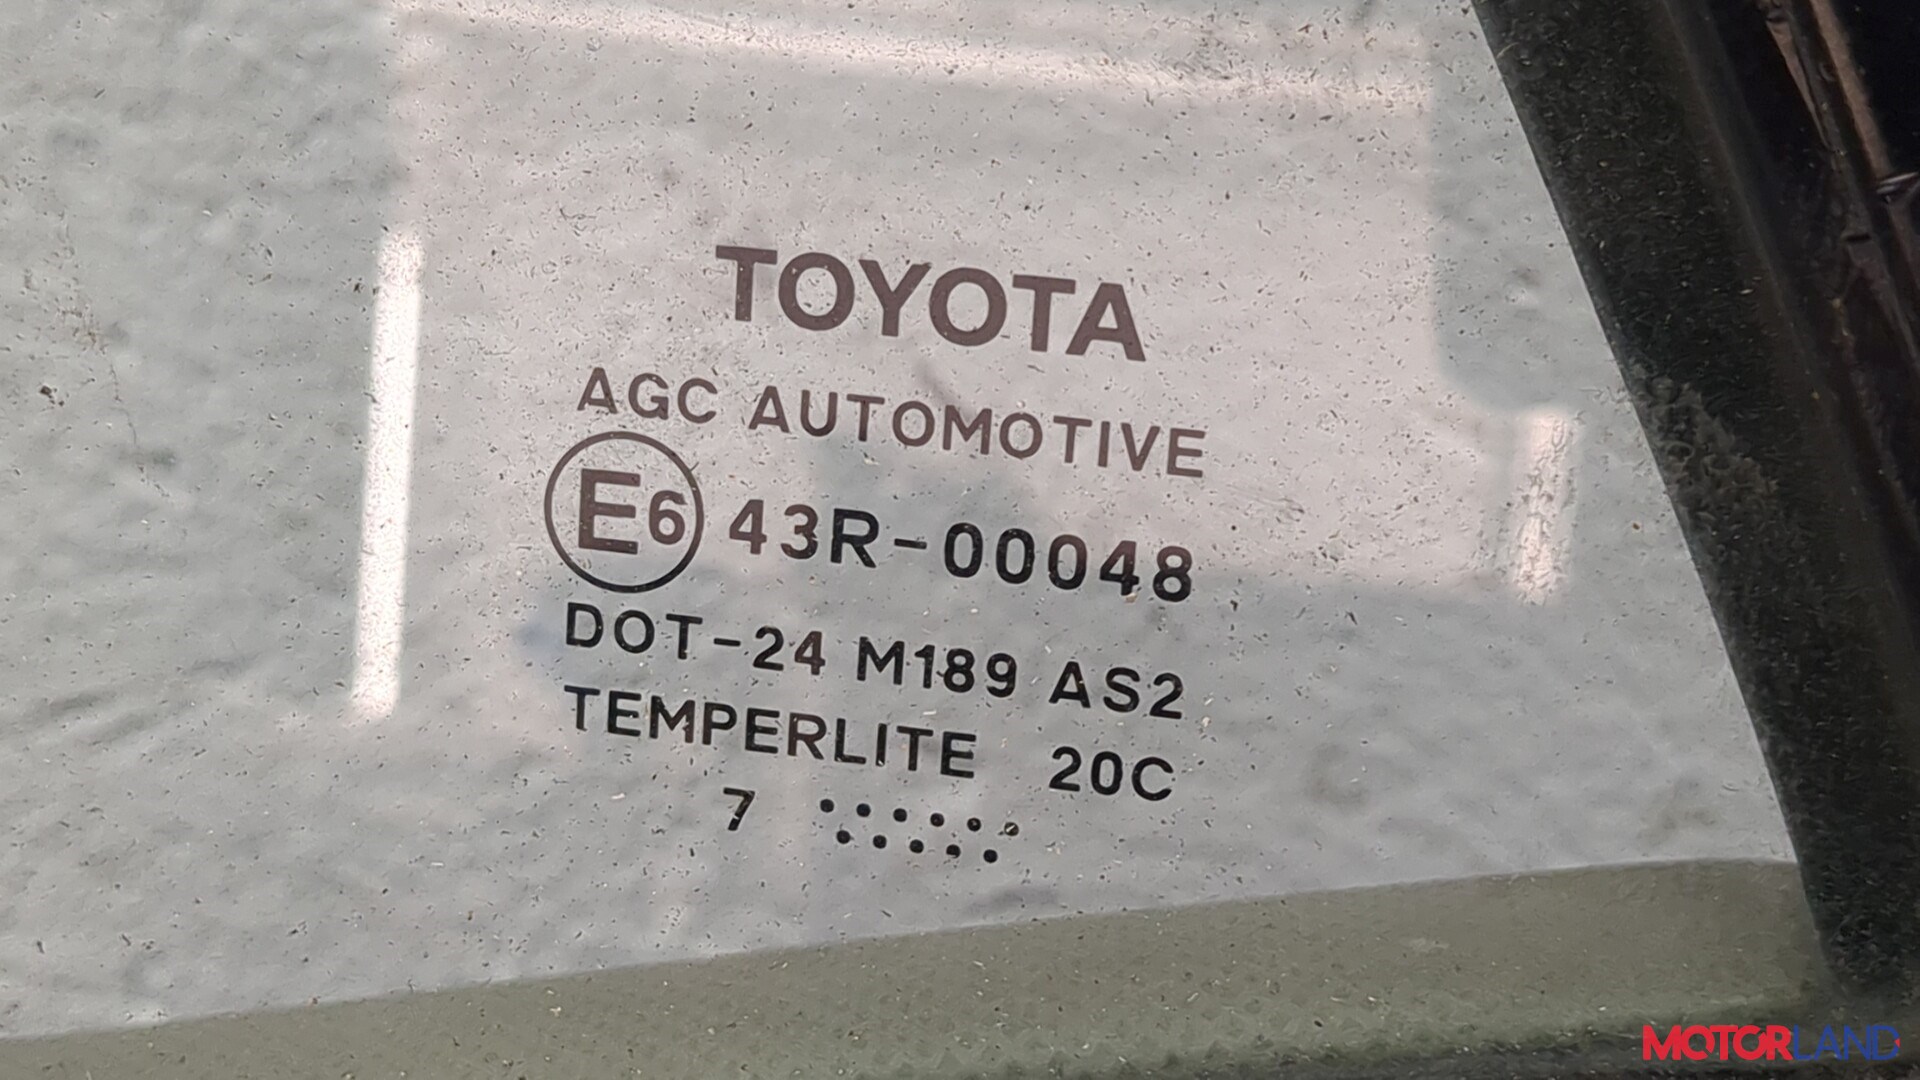 TOYOTA
AGC AUTOMOTIVE
E6 43R-00048
DOT-24 M189 AS2
TEMPERLITE 20C
7
MOTORLAND